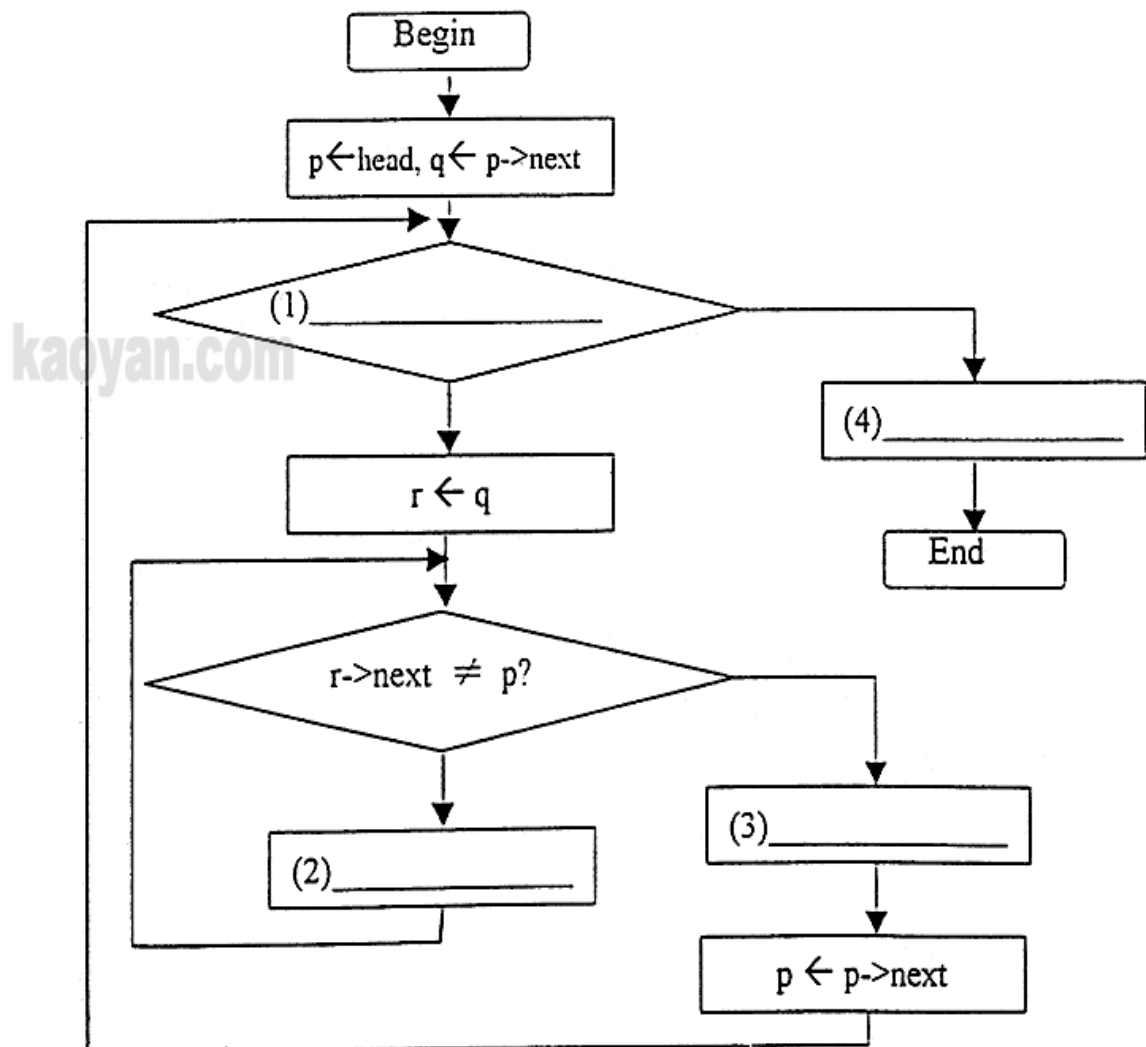 Begin
p←head, q← p->next
(1)
kaoyan.com
(4)
r ← q
End
r->next ≠ p?
(3)
(2)
p ← p->next